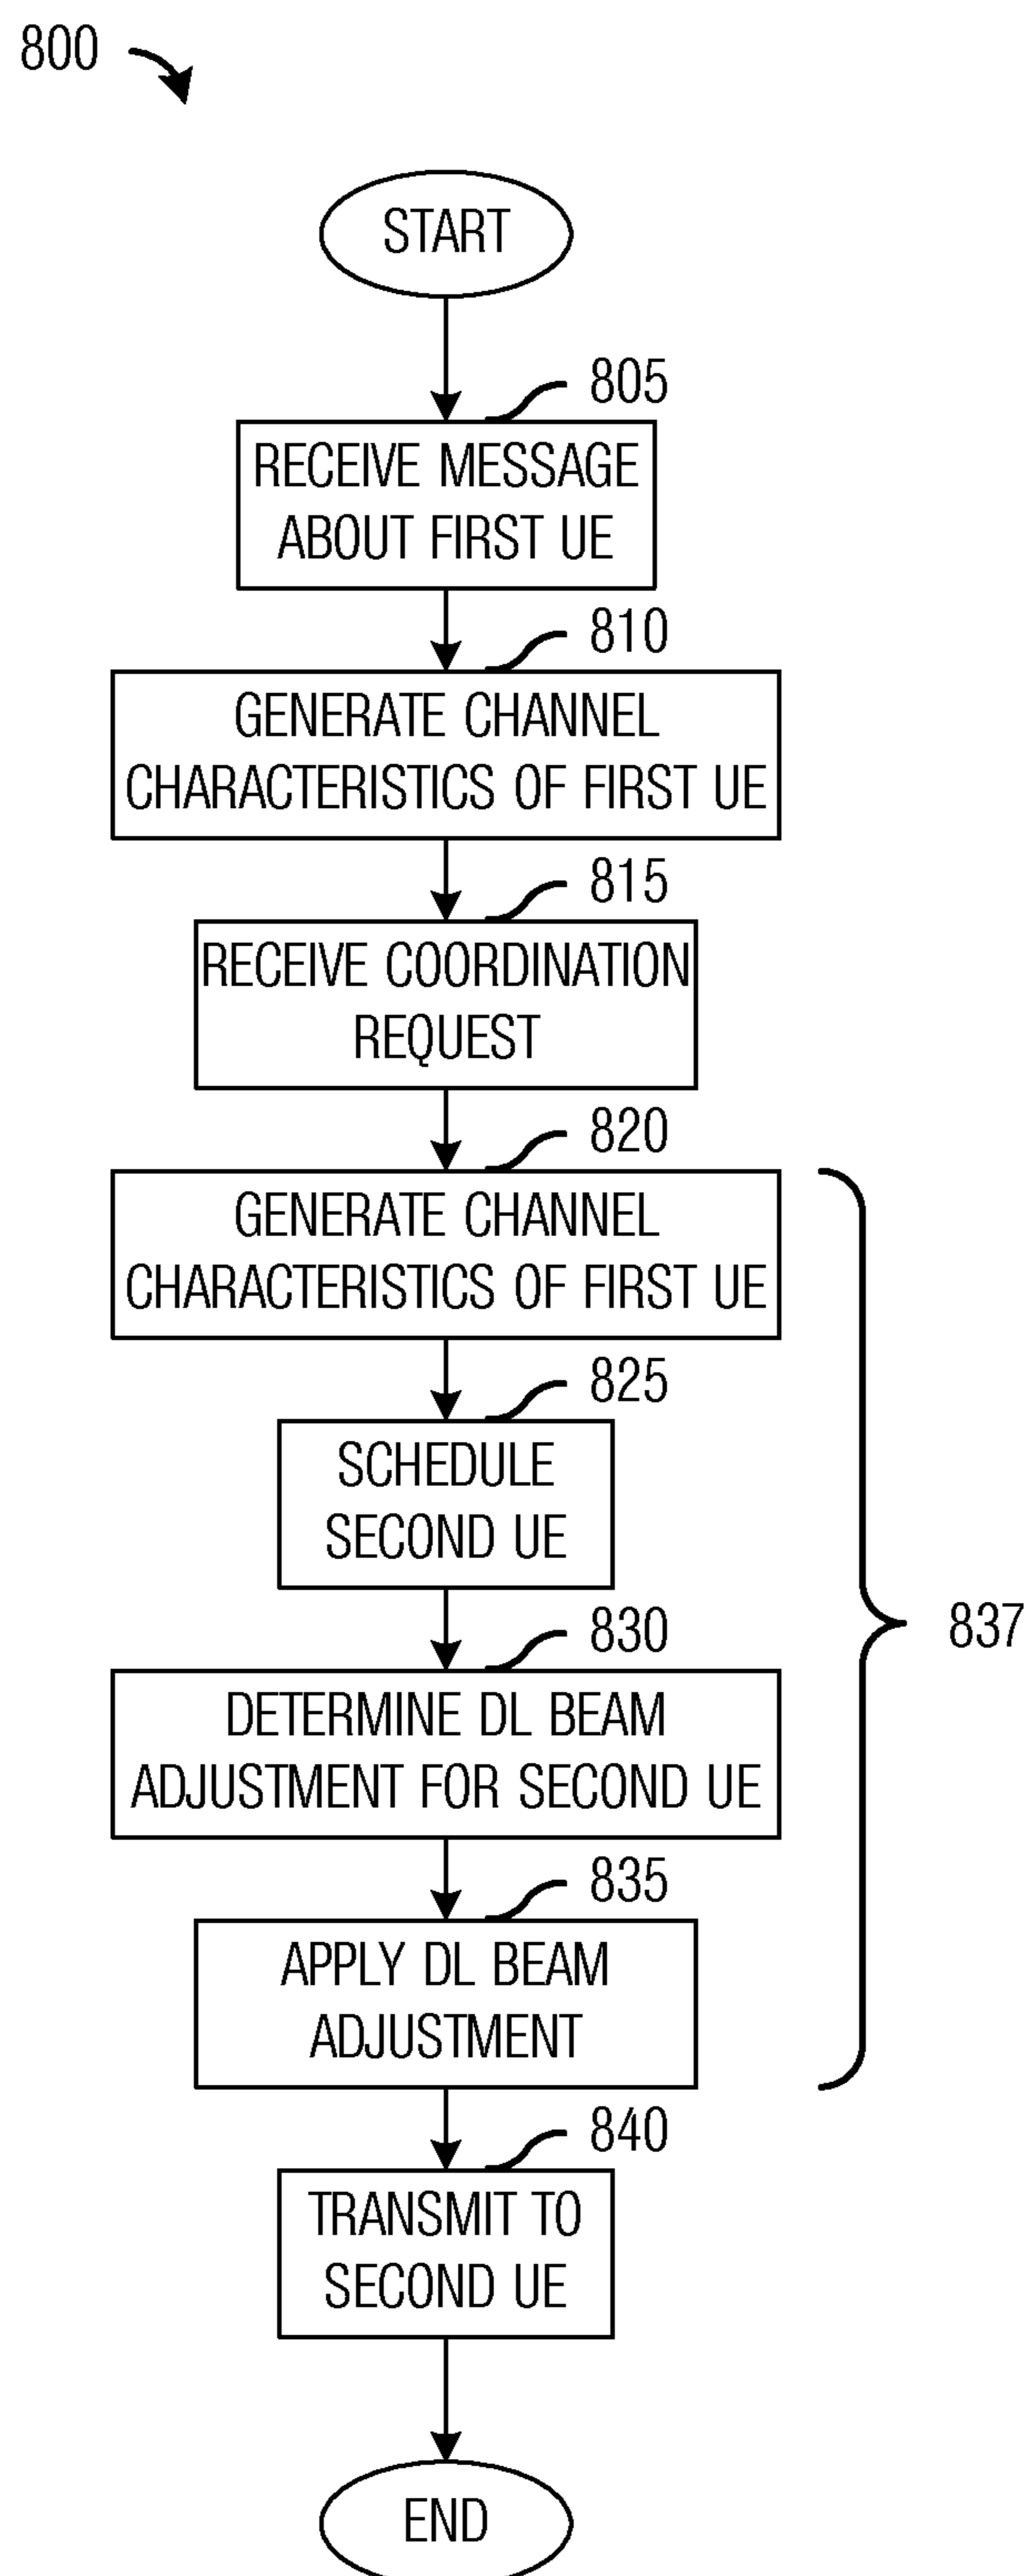 800
START
805
RECEIVE MESSAGE
ABOUT FIRST UE
810
GENERATE CHANNEL
CHARACTERISTICS OF FIRST UE
815
RECEIVE COORDINATION
REQUEST
820
GENERATE CHANNEL
CHARACTERISTICS OF FIRST UE
825
SCHEDULE
SECOND UE
837
830
DETERMINE DL BEAM
ADJUSTMENT FOR SECOND UE
835
APPLY DL BEAM
ADJUSTMENT
840
TRANSMIT TO
SECOND UE
END